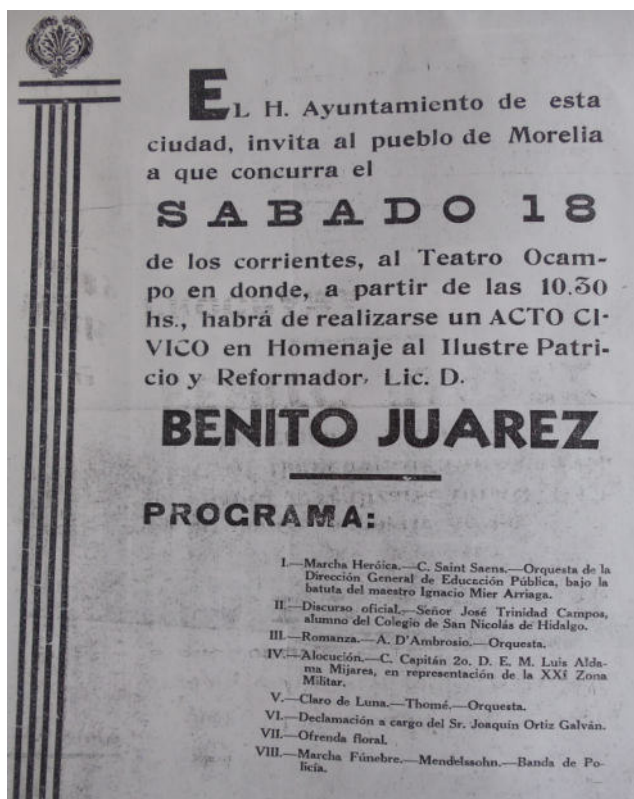 EL H. Ayuntamiento de esta
ciudad, invita al pueblo de Morelia
a que concurra el
SABADO 18
de los corrientes, al Teatro Ocam-
po en donde, a partir de las 10.30
hs., habrá de realizarse un ACTO CI-
VICO en Homenaje al Ilustre Patri-
cio y Reformador, Lic. D.
BENITO JUAREZ
PROGRAMA:
I.—Marcha Heróica.—C. Saint Saens.—Orquesta de la
Dirección General de Educación Pública, bajo la
batuta del maestro Ignacio Mier Arriaga.
II.—Discurso oficial.—Señor José Trinidad Campos,
alumno del Colegio de San Nicolás de Hidalgo.
III.—Romanza.—A. D'Ambrosio.—Orquesta.
IV.—Alocución.—C. Capitán 2o. D. E. M. Luis Alda-
ma Mijares, en representación de la XXI Zona
Militar.
V.—Claro de Luna.—Thomé.—Orquesta.
VI.—Declamación a cargo del Sr. Joaquín Ortiz Galván.
VII.—Ofrenda floral.
VIII.—Marcha Fúnebre.—Mendelssohn.—Banda de Po-
licía.